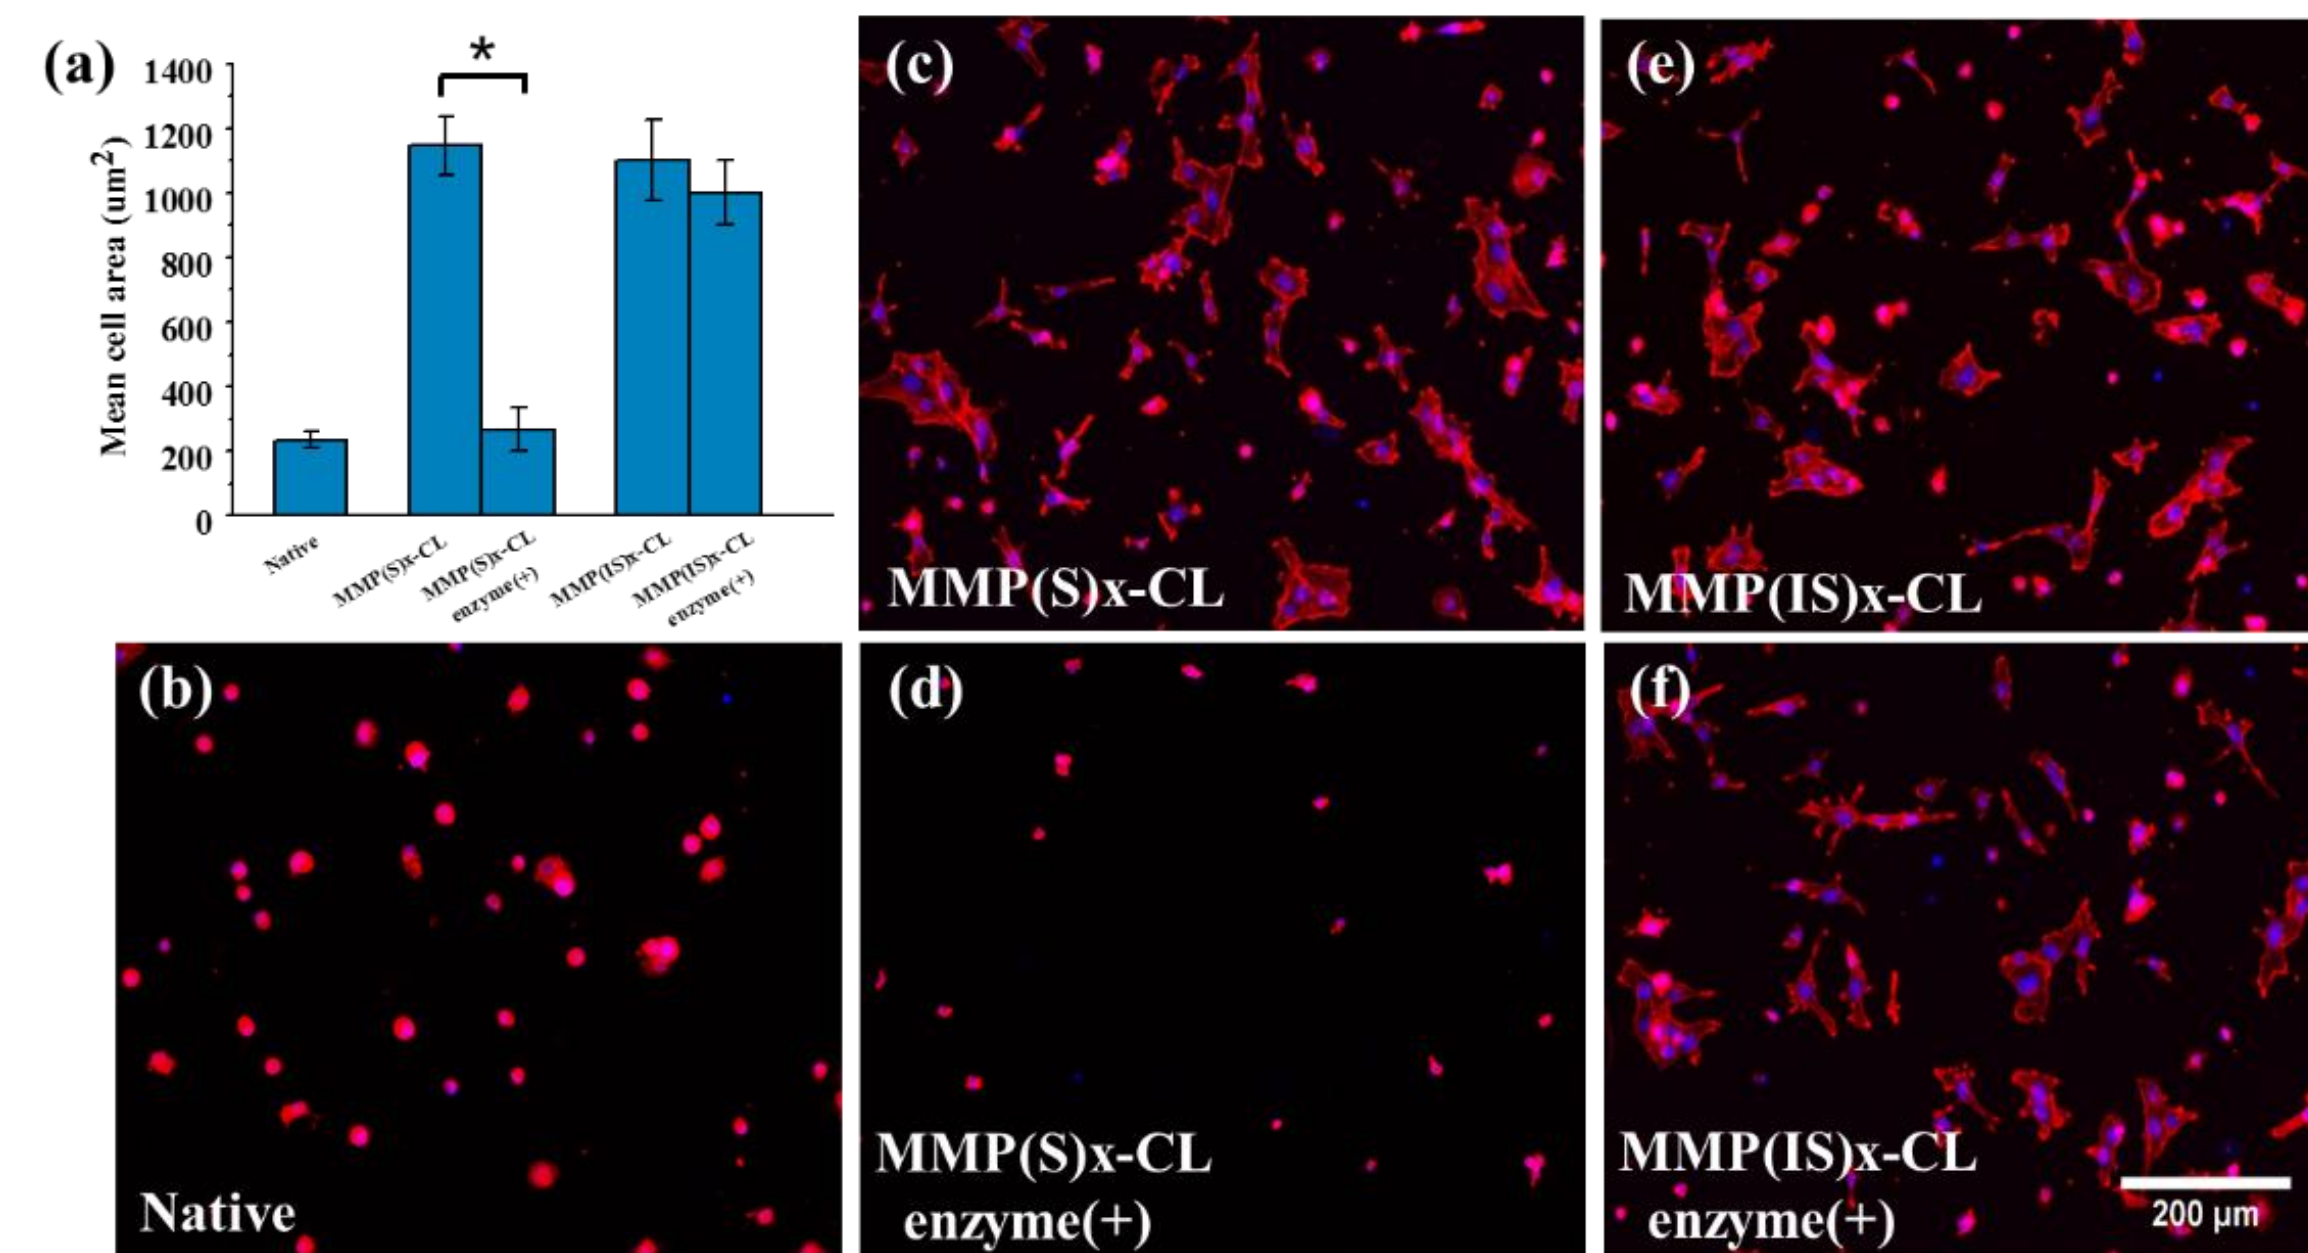 (a)
*
1400
1200
1000
800
600
400
200
0
Mean cell area (um²)
Native
MMP(S)x-CL
MMP(S)x-CL
enzyme(+)
MMP(IS)x-CL
MMP(IS)x-CL
enzyme(+)
(c)
MMP(S)x-CL
(e)
MMP(IS)x-CL
(b)
Native
(d)
MMP(S)x-CL
enzyme(+)
(f)
MMP(IS)x-CL
enzyme(+)
200 µm